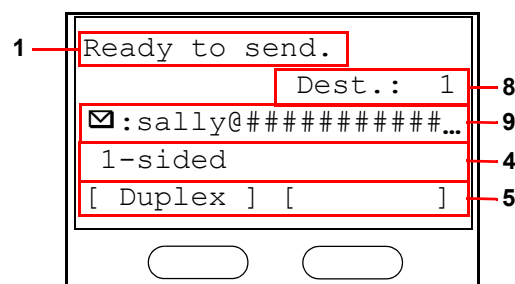 1 Ready to send.
Dest.: 1 8
✉:sally@###########… 9
1-sided 4
[ Duplex ] [ ] 5